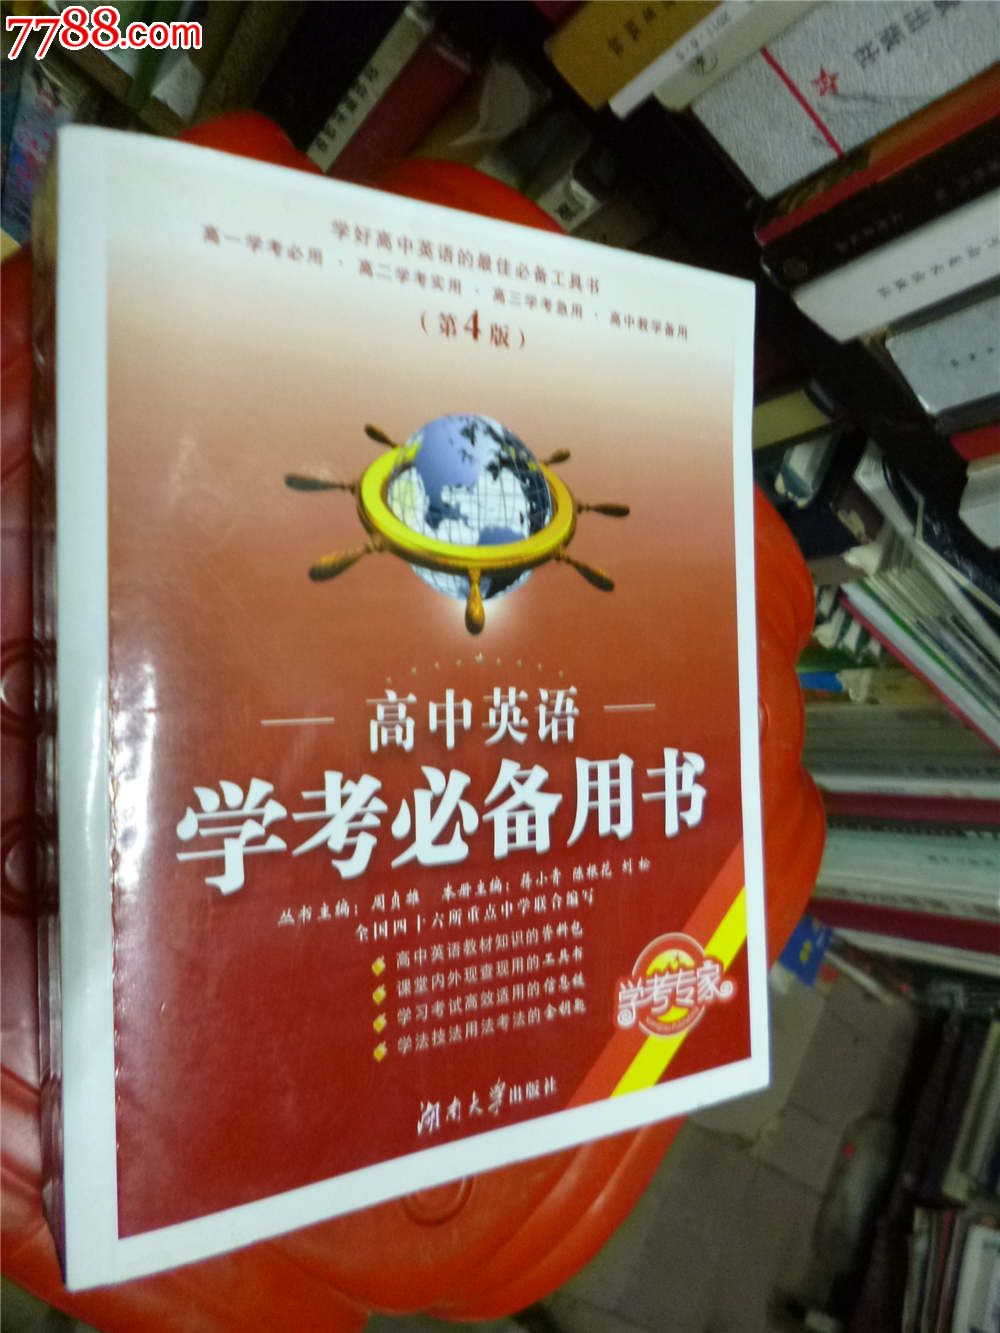 7788.com
学好高中英语的最佳必备工具书
高一学考必用 · 高二学考实用 · 高三学考急用 · 高中教学备用
（第4版）
高中英语
学考必备用书
丛书主编：周贞雄 本册主编：蒋小青 陈根花 刘松
全国四十六所重点中学联合编写
高中英语教材知识的资料包
课堂内外现查现用的工具书
学习考试高效适用的信息链
学法技法用法考法的金钥匙
学考专家
湖南大学出版社